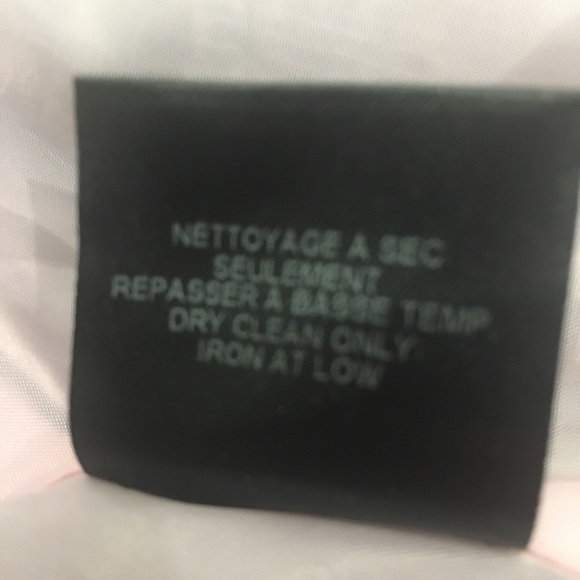 NETTOYAGE A SEC
SEULEMENT
REPASSER A BASSE TEMP.
DRY CLEAN ONLY
IRON AT LOW